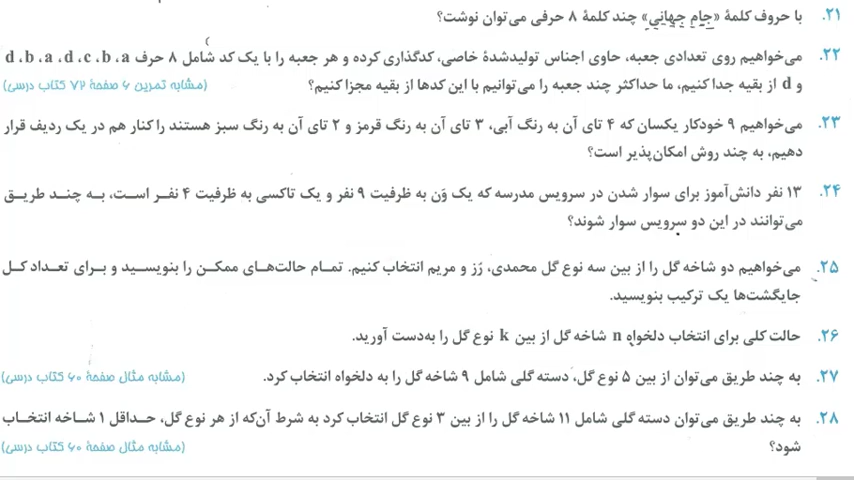 ۲۱. با حروف کلمهٔ «جام جهانی» چند کلمهٔ ۸ حرفی می‌توان نوشت؟
۲۲. می‌خواهیم روی تعدادی جعبه، حاوی اجناس تولیدشدهٔ خاصی، کدگذاری کرده و هر جعبه را با یک کد شامل ۸ حرف d ،b ،a ،d ،c ،b ،a
و d از بقیه جدا کنیم، ما حداکثر چند جعبه را می‌توانیم با این کدها از بقیه مجزا کنیم؟ (مشابه تمرین ۶ صفحهٔ ۷۲ کتاب درسی)
۲۳. می‌خواهیم ۹ خودکار یکسان که ۴ تای آن به رنگ آبی، ۳ تای آن به رنگ قرمز و ۲ تای آن به رنگ سبز هستند را کنار هم در یک ردیف قرار
دهیم، به چند روش امکان‌پذیر است؟
۲۴. ۱۳ نفر دانش‌آموز برای سوار شدن در سرویس مدرسه که یک وَن به ظرفیت ۹ نفر و یک تاکسی به ظرفیت ۴ نفر است، به چند طریق
می‌توانند در این دو سرویس سوار شوند؟
۲۵. می‌خواهیم دو شاخه گل را از بین سه نوع گل محمدی، رُز و مریم انتخاب کنیم. تمام حالت‌های ممکن را بنویسید و برای تعداد کل
جایگشت‌ها یک ترکیب بنویسید.
۲۶. حالت کلی برای انتخاب دلخواه n شاخه گل از بین k نوع گل را به‌دست آورید.
۲۷. به چند طریق می‌توان از بین ۵ نوع گل، دسته گلی شامل ۹ شاخه گل را به دلخواه انتخاب کرد. (مشابه مثال صفحهٔ ۶۰ کتاب درسی)
۲۸. به چند طریق می‌توان دسته گلی شامل ۱۱ شاخه گل را از بین ۳ نوع گل انتخاب کرد به شرط آن‌که از هر نوع گل، حداقل ۱ شاخه انتخاب
شود؟ (مشابه مثال صفحهٔ ۶۰ کتاب درسی)